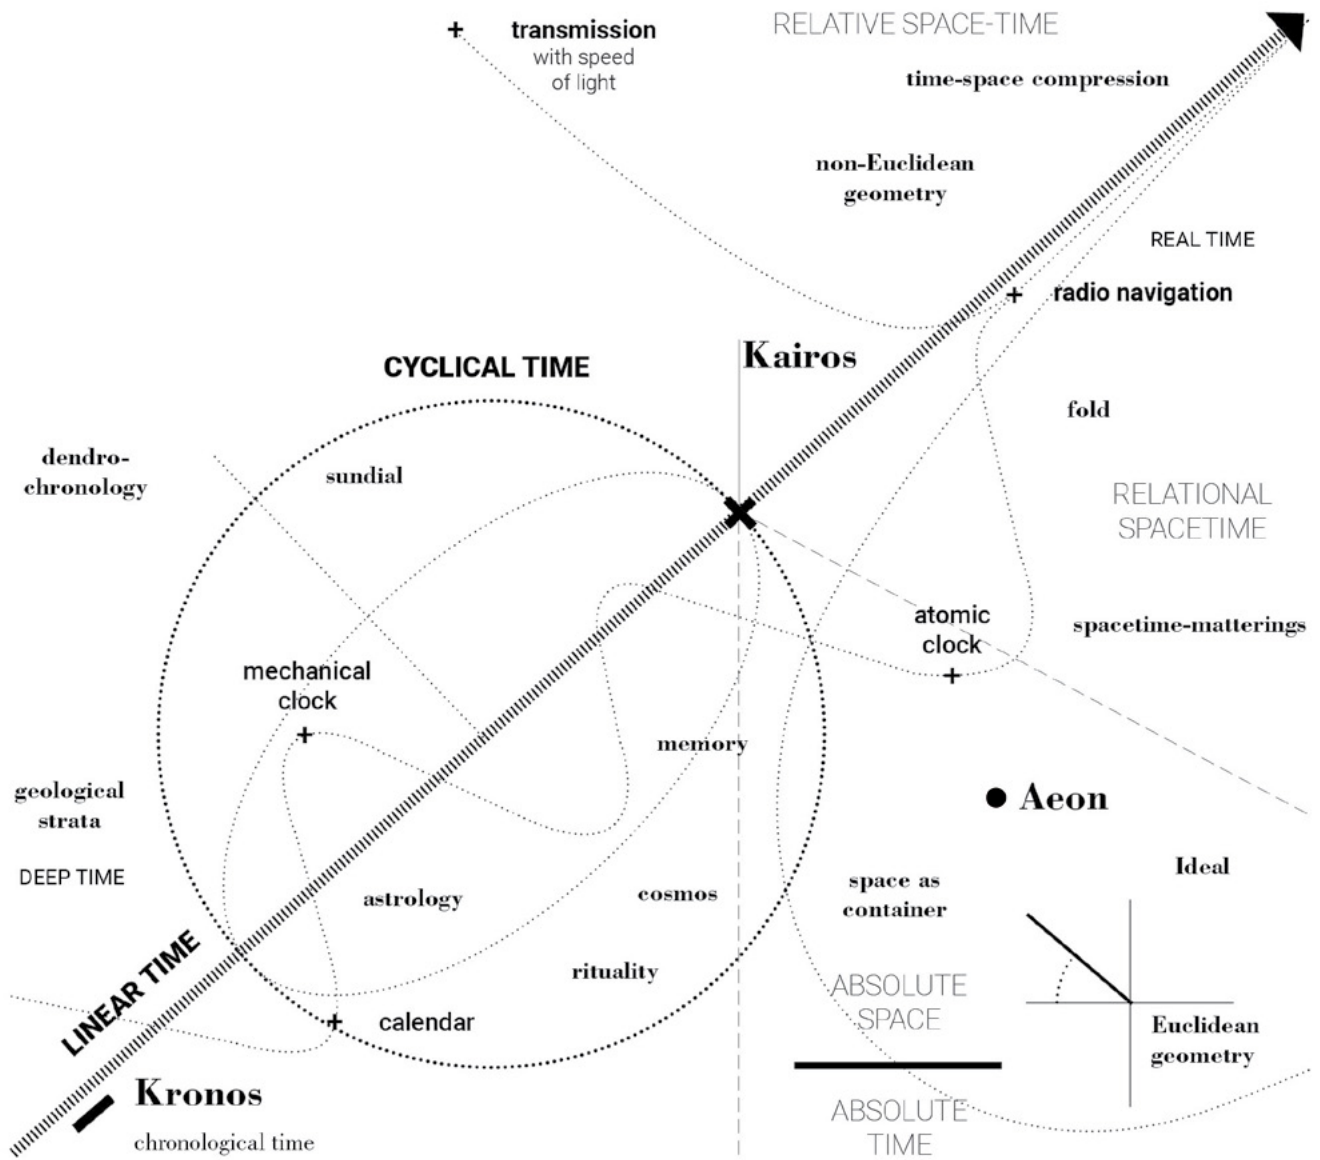 transmission
with speed
of light
RELATIVE SPACE-TIME
time-space compression
non-Euclidean
geometry
REAL TIME
radio navigation
Kairos
CYCLICAL TIME
fold
dendro-
chronology
sundial
RELATIONAL
SPACETIME
atomic
clock
spacetime-matterings
mechanical
clock
memory
geological
strata
Aeon
DEEP TIME
Ideal
astrology
cosmos
space as
container
rituality
LINEAR TIME
ABSOLUTE
SPACE
calendar
Euclidean
geometry
Kronos
chronological time
ABSOLUTE
TIME